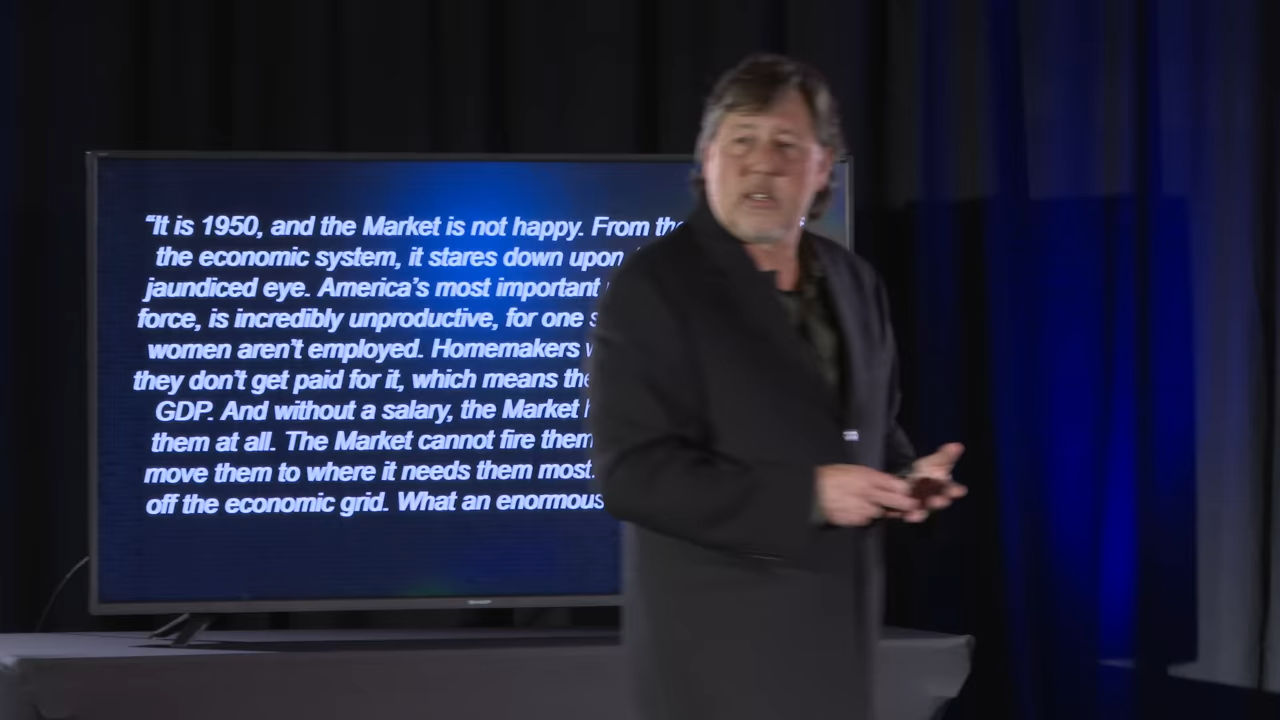 “It is 1950, and the Market is not happy. From the
the economic system, it stares down upon
jaundiced eye. America’s most important
force, is incredibly unproductive, for one
women aren’t employed. Homemakers
they don’t get paid for it, which means the
GDP. And without a salary, the Market
them at all. The Market cannot fire them
move them to where it needs them most.
off the economic grid. What an enormous